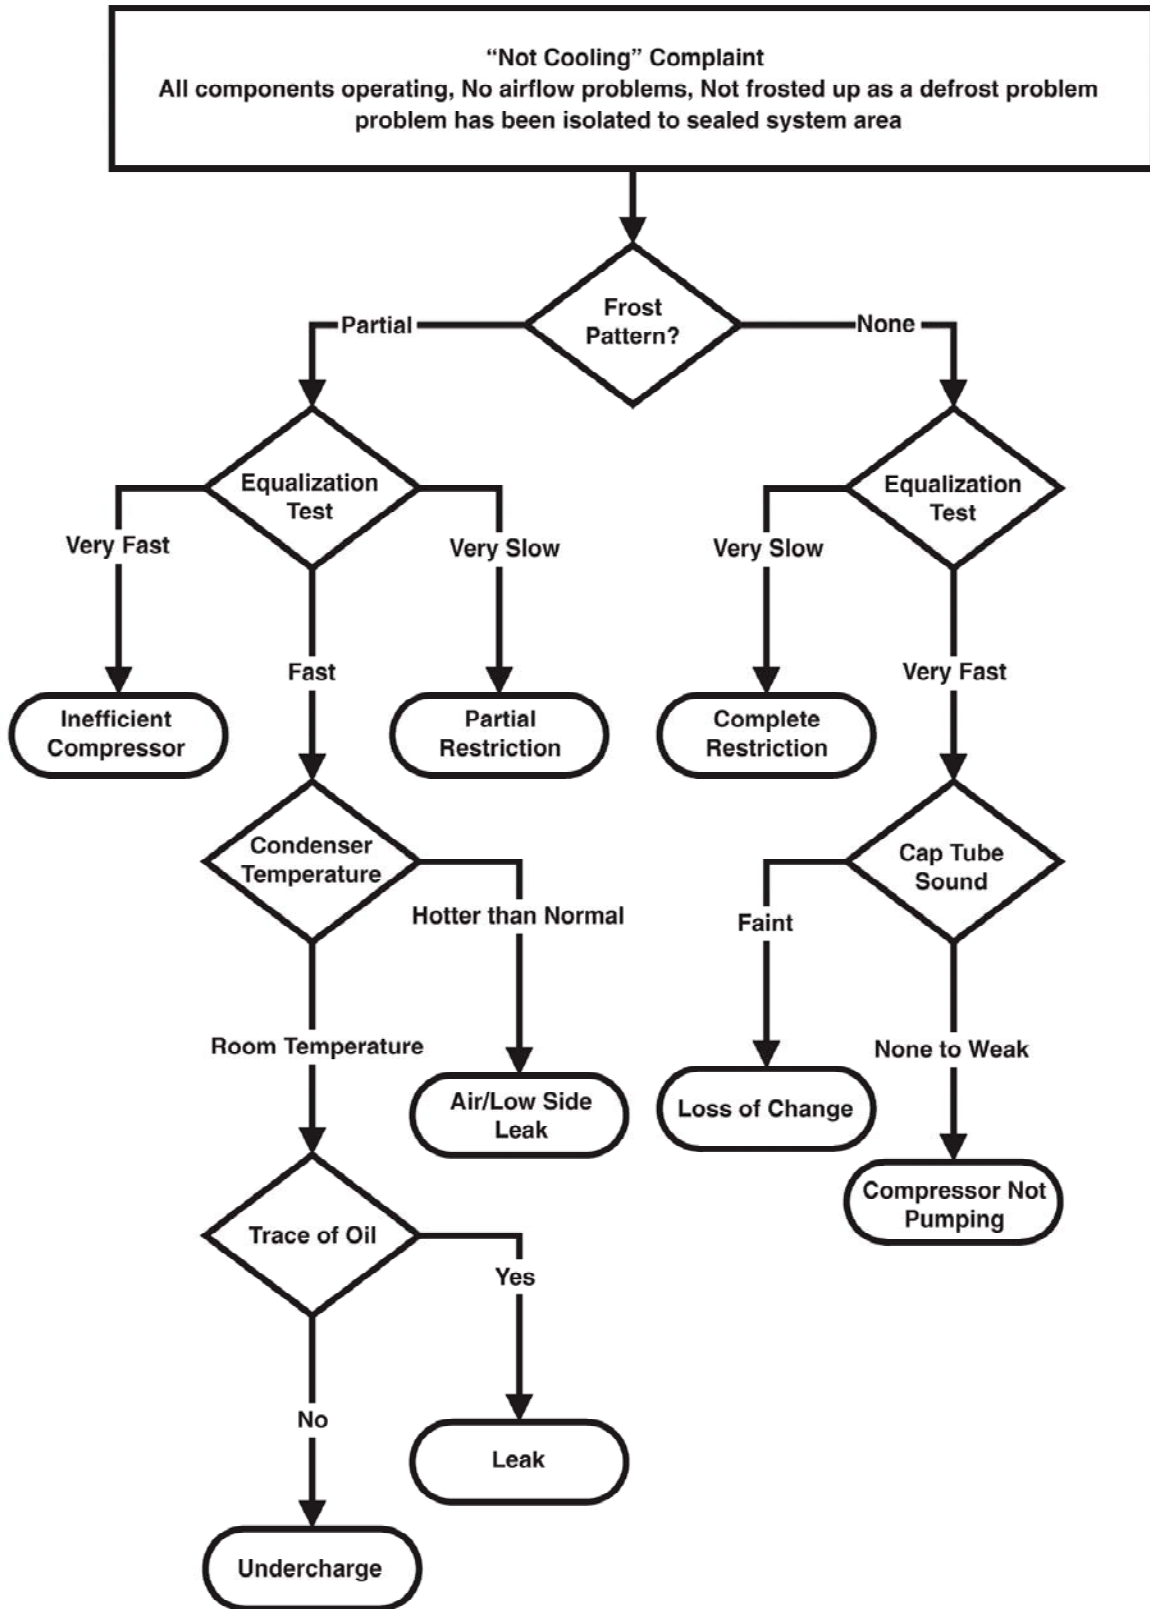 “Not Cooling” Complaint
All components operating, No airflow problems, Not frosted up as a defrost problem
problem has been isolated to sealed system area
Frost
Pattern?
Partial
None
Equalization
Test
Equalization
Test
Very Fast
Very Slow
Very Slow
Fast
Very Fast
Inefficient
Compressor
Partial
Restriction
Complete
Restriction
Condenser
Temperature
Cap Tube
Sound
Hotter than Normal
Faint
Room Temperature
None to Weak
Air/Low Side
Leak
Loss of Change
Compressor Not
Pumping
Trace of Oil
Yes
No
Leak
Undercharge